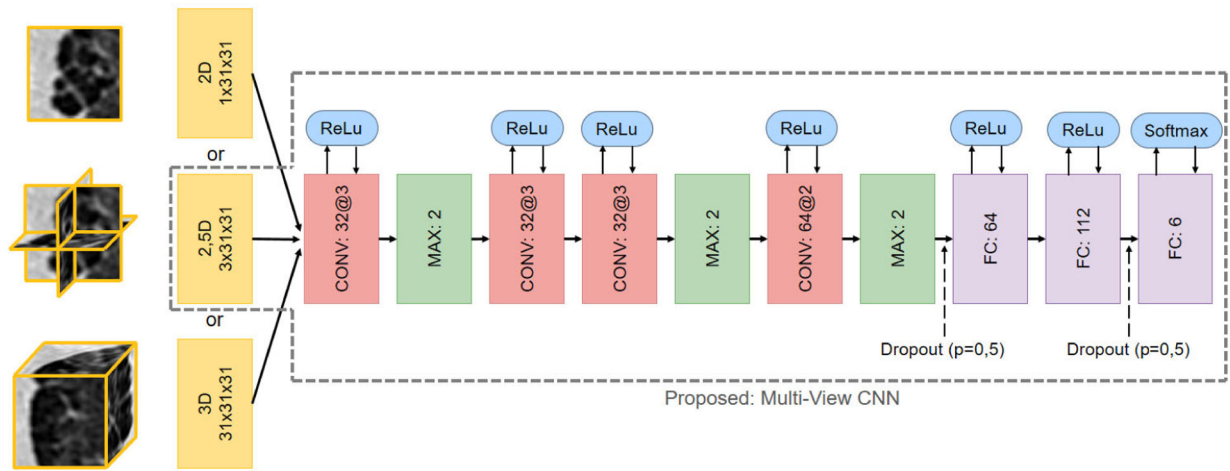 2D
1x31x31
or
2,5D
3x31x31
or
3D
31x31x31
ReLu
ReLu
ReLu
ReLu
ReLu
ReLu
Softmax
CONV: 32@3
MAX: 2
CONV: 32@3
CONV: 32@3
MAX: 2
CONV: 64@2
MAX: 2
FC: 64
FC: 112
FC: 6
Dropout (p=0,5)
Dropout (p=0,5)
Proposed: Multi-View CNN